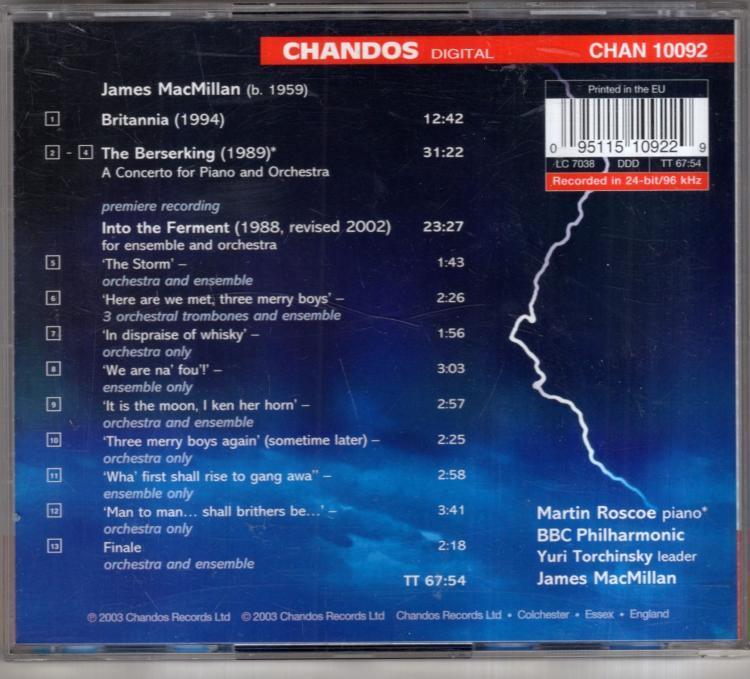 CHANDOS DIGITAL CHAN 10092
James MacMillan (b. 1959)
1 Britannia (1994) 12:42
2 - 4 The Berserking (1989)* 31:22
A Concerto for Piano and Orchestra
premiere recording
Into the Ferment (1988, revised 2002) 23:27
for ensemble and orchestra
5 ‘The Storm’ – 1:43
orchestra and ensemble
6 ‘Here are we met, three merry boys’ – 2:26
3 orchestral trombones and ensemble
7 ‘In dispraise of whisky’ – 1:56
orchestra only
8 ‘We are na’ fou’!’ – 3:03
ensemble only
9 ‘It is the moon, I ken her horn’ – 2:57
orchestra and ensemble
10 ‘Three merry boys again’ (sometime later) – 2:25
orchestra only
11 ‘Wha’ first shall rise to gang awa’’ – 2:58
ensemble only
12 ‘Man to man... shall brithers be...’ – 3:41
orchestra only
13 Finale 2:18
orchestra and ensemble
TT 67:54
Printed in the EU
0 95115 10922 9
LC 7038 DDD TT 67:54
Recorded in 24-bit/96 kHz
Martin Roscoe piano*
BBC Philharmonic
Yuri Torchinsky leader
James MacMillan
℗ 2003 Chandos Records Ltd © 2003 Chandos Records Ltd Chandos Records Ltd • Colchester • Essex • England